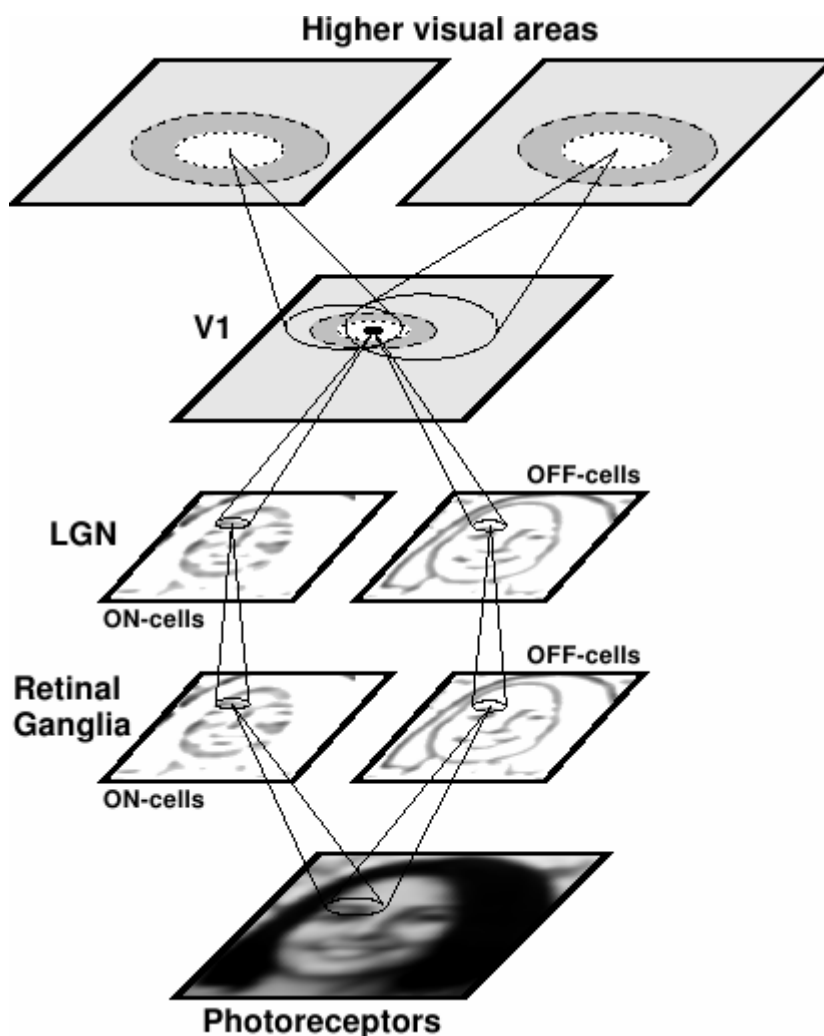 Higher visual areas
V1
OFF-cells
LGN
ON-cells
OFF-cells
Retinal
Ganglia
ON-cells
Photoreceptors